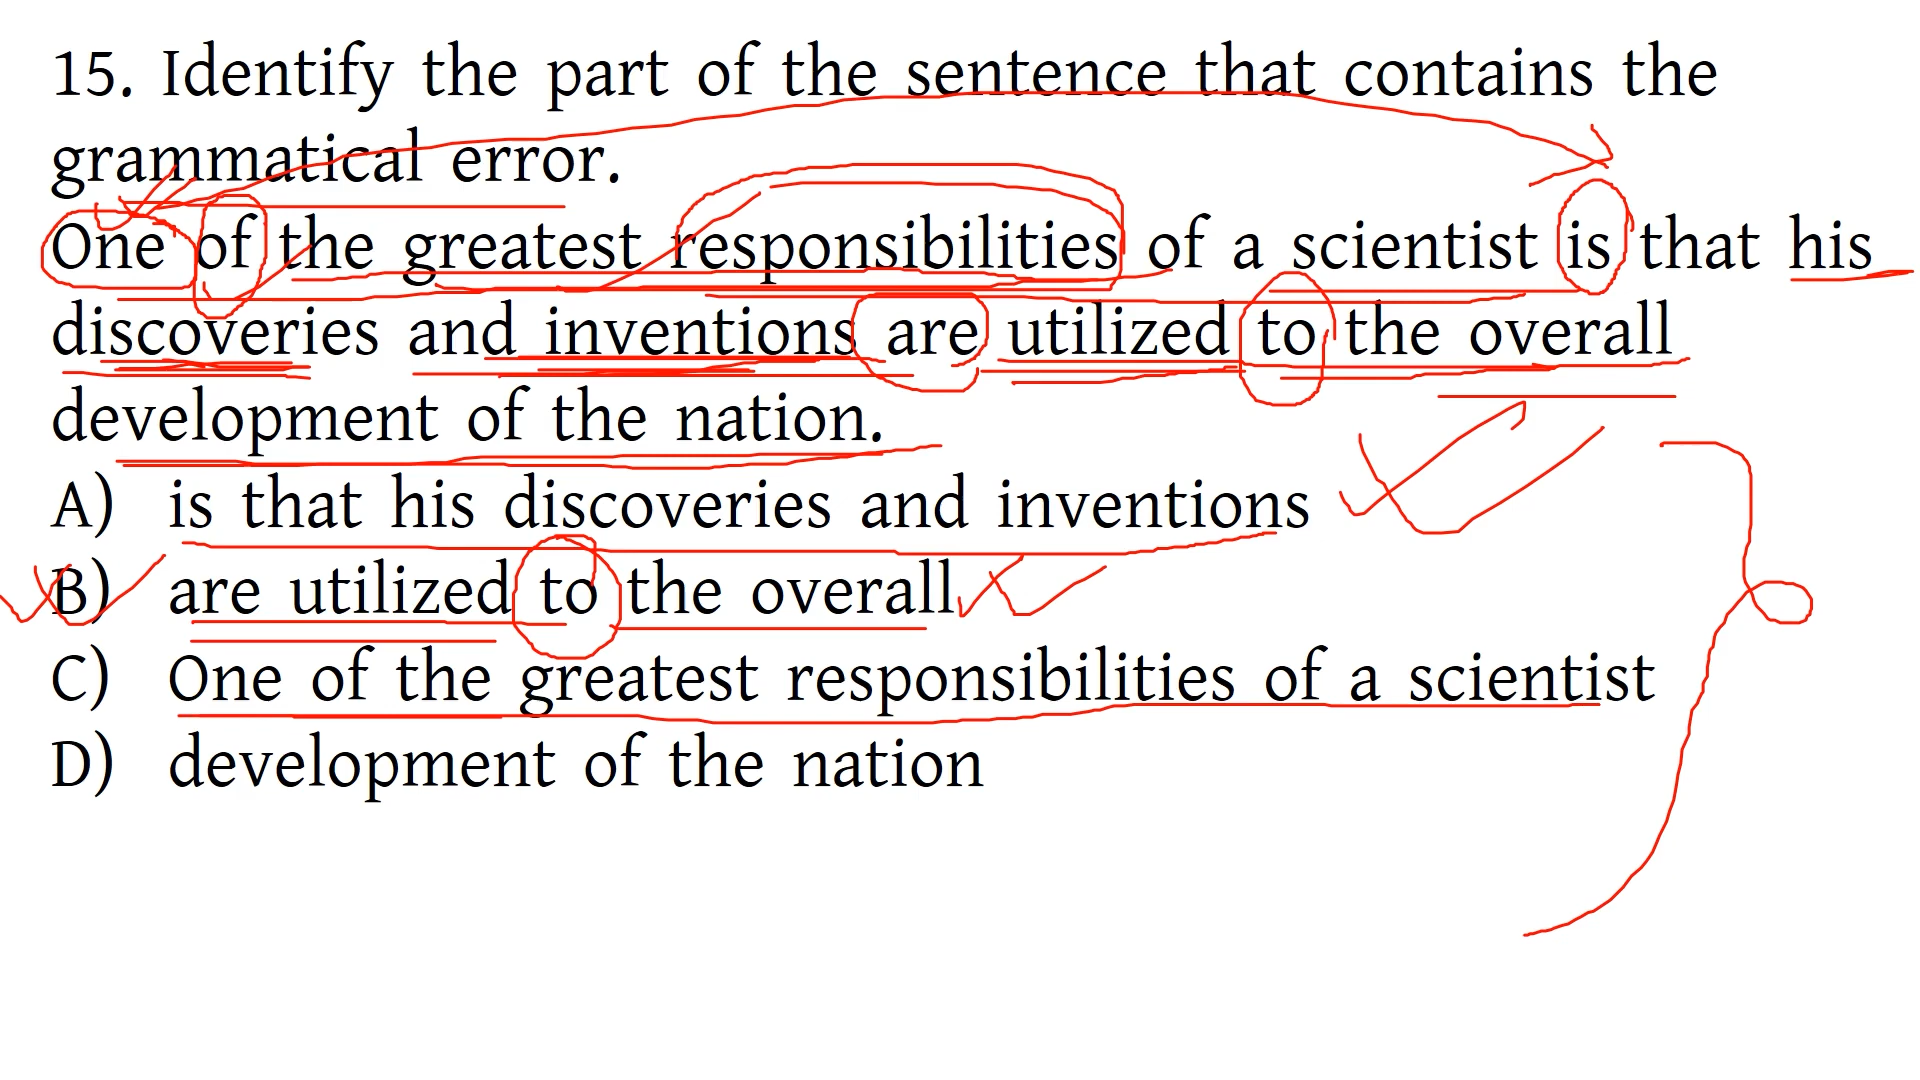 15. Identify the part of the sentence that contains the
grammatical error.
One of the greatest responsibilities of a scientist is that his
discoveries and inventions are utilized to the overall
development of the nation.
A) is that his discoveries and inventions
B) are utilized to the overall
C) One of the greatest responsibilities of a scientist
D) development of the nation